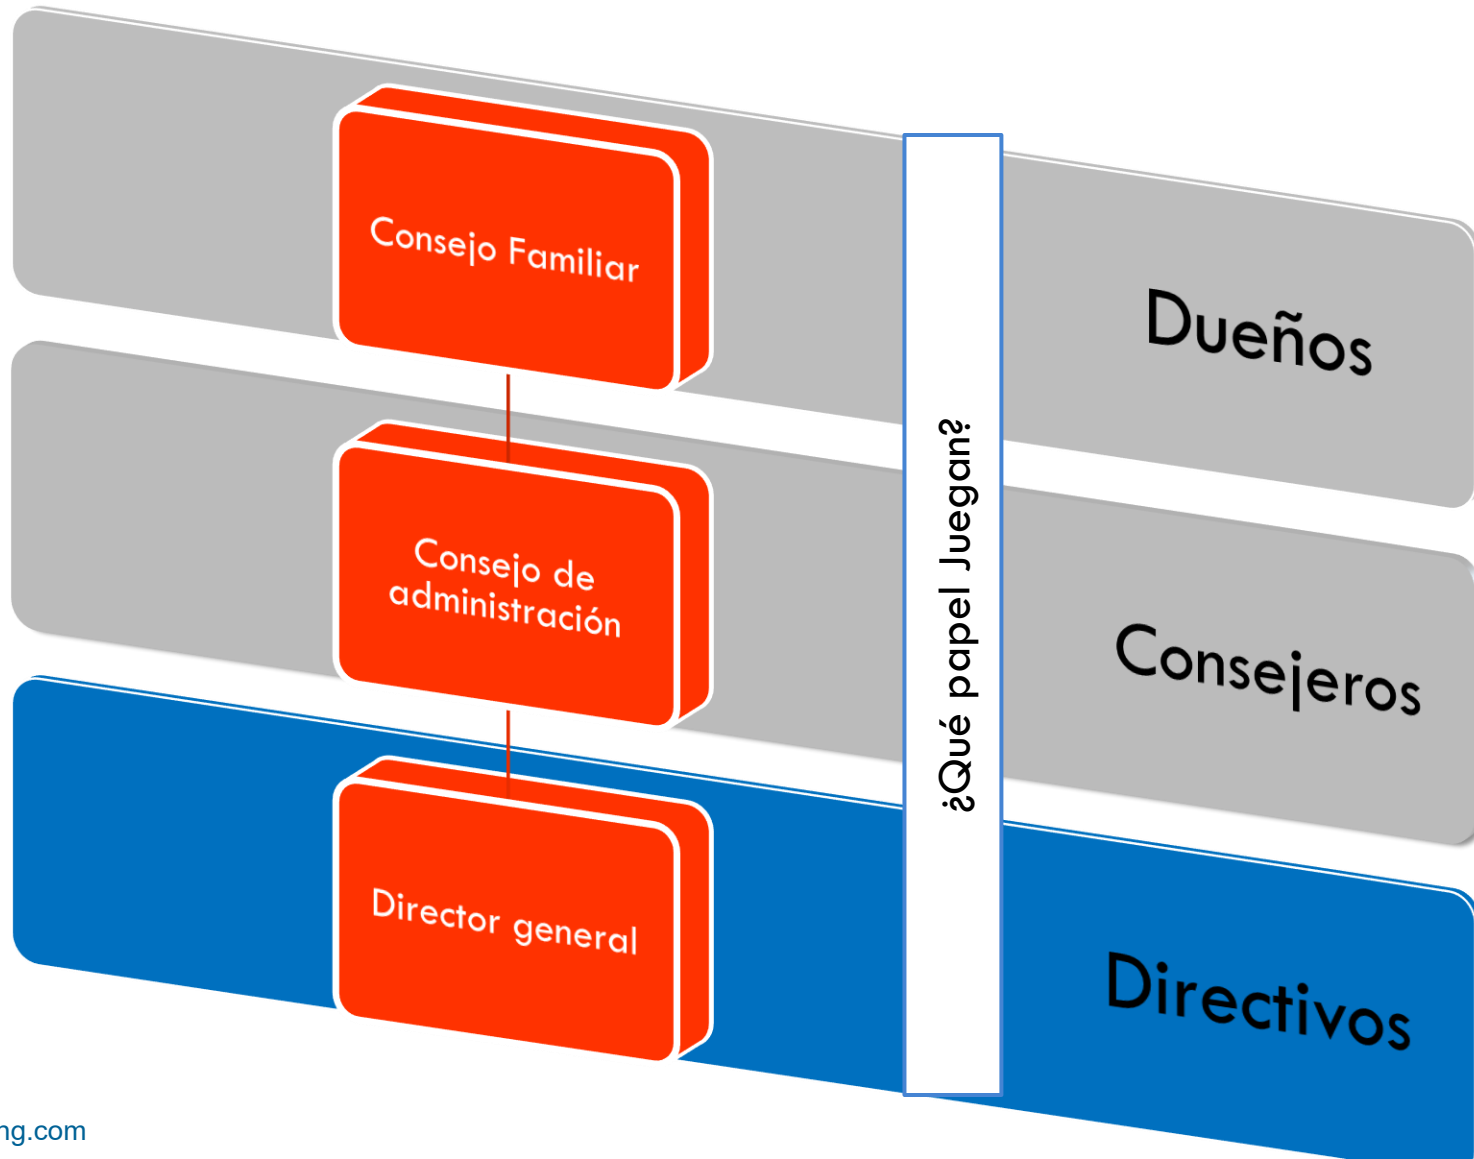 Consejo Familiar
Dueños
Consejo de
administración
Consejeros
¿Qué papel Juegan?
Director general
Directivos
ng.com